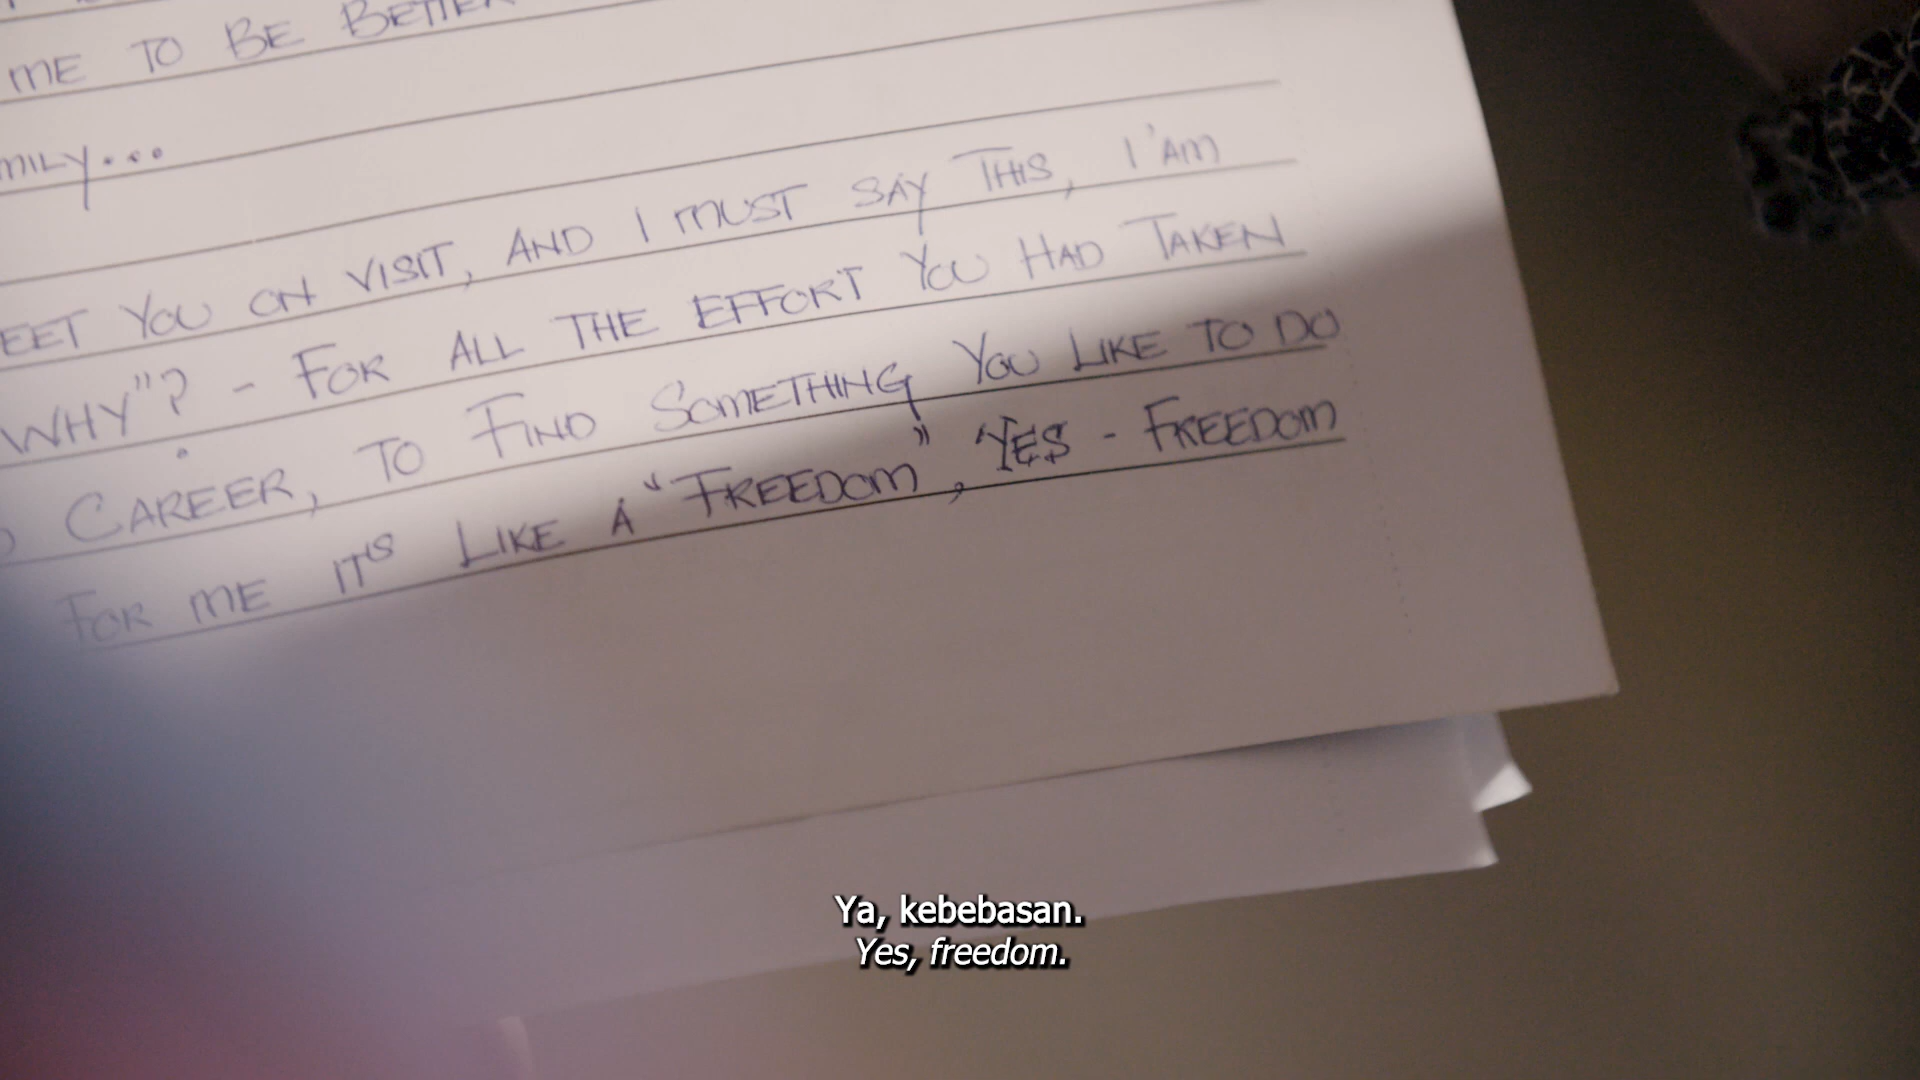 ME TO BE BETTER
MILY...
EET YOU ON VISIT, AND I MUST SAY THIS, I'AM
WHY"? - FOR ALL THE EFFORT YOU HAD TAKEN
CAREER, TO FIND SOMETHING YOU LIKE TO DO
FOR ME IT'S LIKE A "FREEDOM", YES - FREEDOM
Ya, kebebasan.
Yes, freedom.